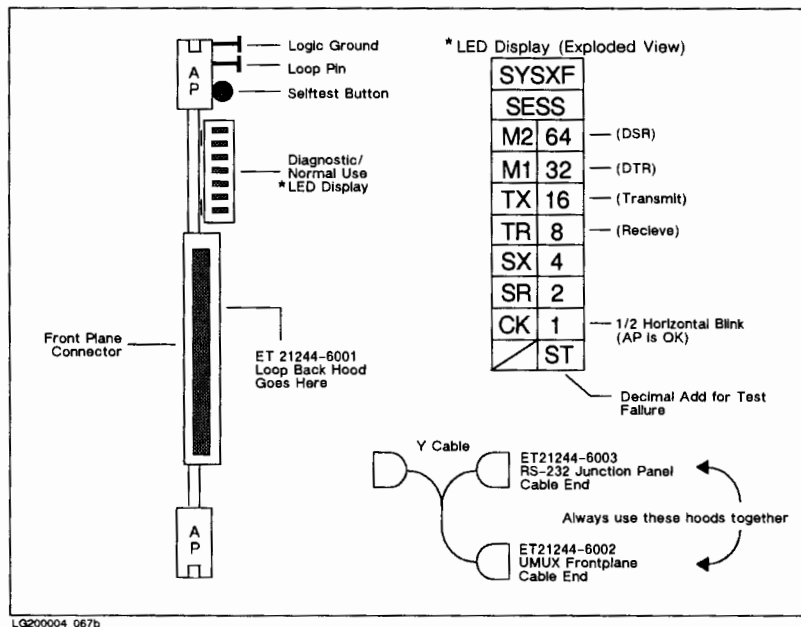 A
P
Logic Ground
Loop Pin
Selftest Button
Diagnostic/
Normal Use
*LED Display
Front Plane
Connector
ET 21244-6001
Loop Back Hood
Goes Here
A
P
*LED Display (Exploded View)
SYSXF
SESS
M2 64 (DSR)
M1 32 (DTR)
TX 16 (Transmit)
TR 8 (Recieve)
SX 4
SR 2
CK 1 1/2 Horizontal Blink
(AP is OK)
ST
Decimal Add for Test
Failure
Y Cable
ET21244-6003
RS-232 Junction Panel
Cable End
Always use these hoods together
ET21244-6002
UMUX Frontplane
Cable End
LG200004_067b